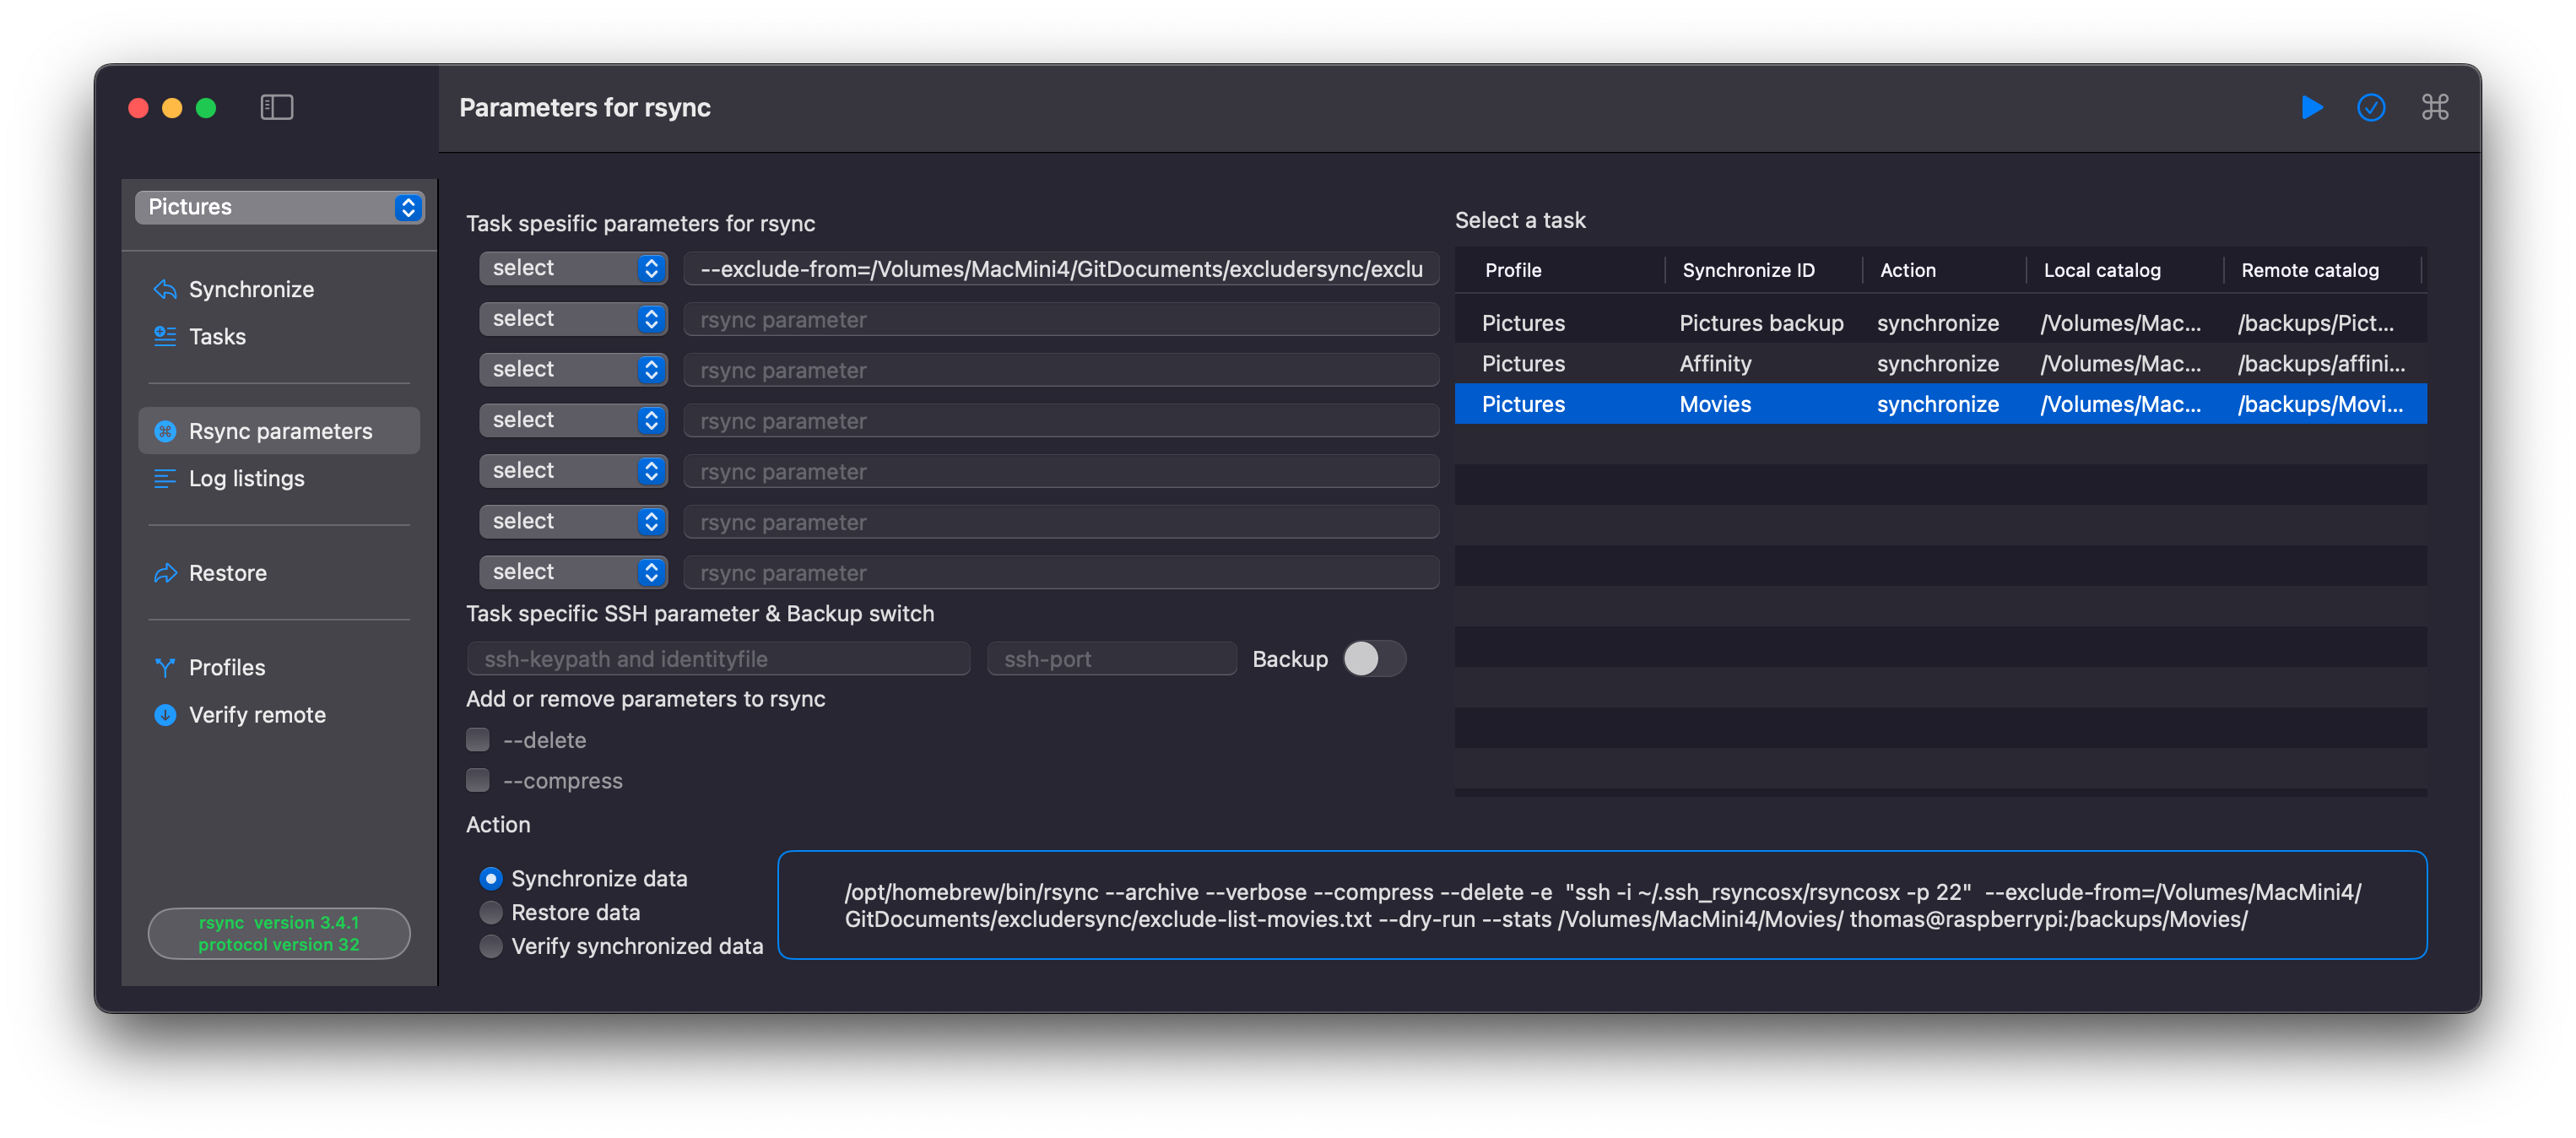 Parameters for rsync
Pictures
Synchronize
Tasks
Rsync parameters
Log listings
Restore
Profiles
Verify remote
rsync version 3.4.1
protocol version 32
Task spesific parameters for rsync
select --exclude-from=/Volumes/MacMini4/GitDocuments/excludersync/exclu
select rsync parameter
select rsync parameter
select rsync parameter
select rsync parameter
select rsync parameter
select rsync parameter
Task specific SSH parameter & Backup switch
ssh-keypath and identityfile ssh-port Backup
Add or remove parameters to rsync
--delete
--compress
Action
Synchronize data
Restore data
Verify synchronized data
Select a task
Profile Synchronize ID Action Local catalog Remote catalog
Pictures Pictures backup synchronize /Volumes/Mac... /backups/Pict...
Pictures Affinity synchronize /Volumes/Mac... /backups/affini...
Pictures Movies synchronize /Volumes/Mac... /backups/Movi...
/opt/homebrew/bin/rsync --archive --verbose --compress --delete -e "ssh -i ~/.ssh_rsyncosx/rsyncosx -p 22" --exclude-from=/Volumes/MacMini4/
GitDocuments/excludersync/exclude-list-movies.txt --dry-run --stats /Volumes/MacMini4/Movies/ thomas@raspberrypi:/backups/Movies/